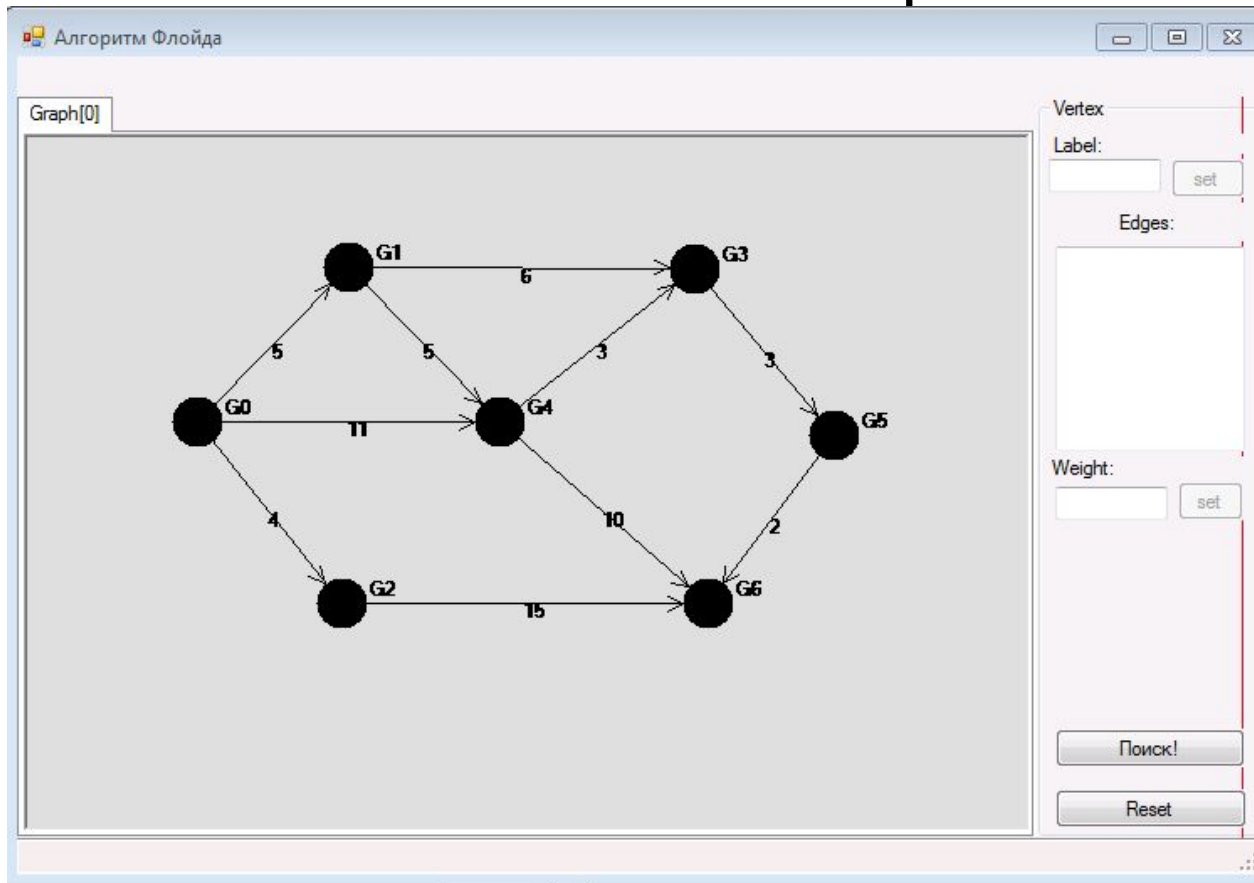 Алгоритм Флойда
Graph[0]
Vertex
Label:
set
Edges:
Weight:
set
G1
G3
6
5
5
3
3
G0
G4
G5
11
4
10
2
G2
G6
15
Поиск!
Reset